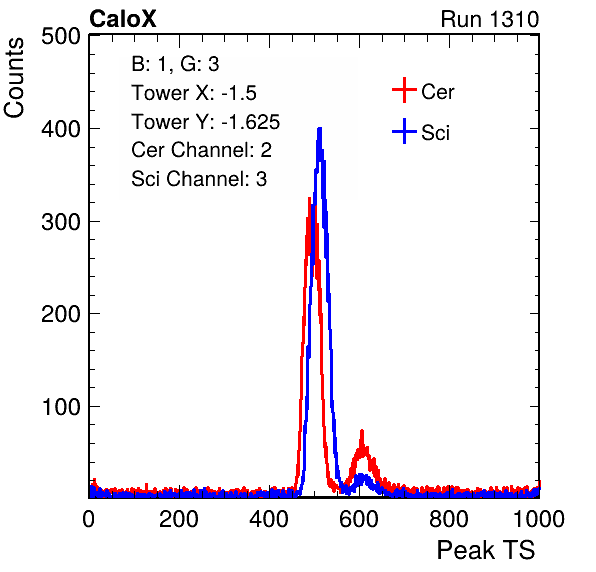 CaloX Run 1310
Counts
500
400
300
200
100
B: 1, G: 3
Tower X: -1.5
Tower Y: -1.625
Cer Channel: 2
Sci Channel: 3
Cer
Sci
0 200 400 600 800 1000
Peak TS